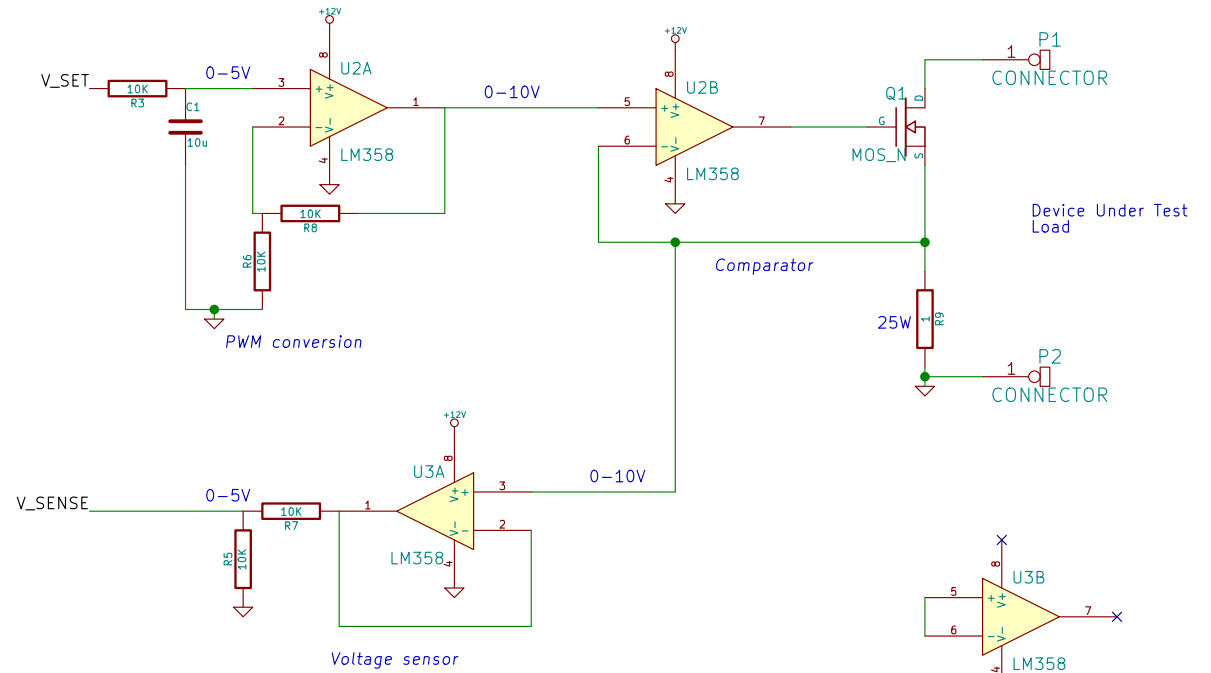 +12V
8
U2A
V_SET
10K
R3
0-5V
3
+
V+
C1
10u
2
-
V-
1
4
LM358
10K
R8
R6
10K
PWM conversion
0-10V
+12V
8
U2B
5
+
V+
6
-
V-
7
4
LM358
Comparator
Q1
D
G
S
MOS_N
1
P1
CONNECTOR
Device Under Test
Load
25W
1
R9
1
P2
CONNECTOR
+12V
8
U3A
V+
+
3
0-10V
V-
-
2
1
4
LM358
V_SENSE
0-5V
10K
R7
R5
10K
Voltage sensor
8
U3B
5
+
V+
6
-
V-
7
4
LM358